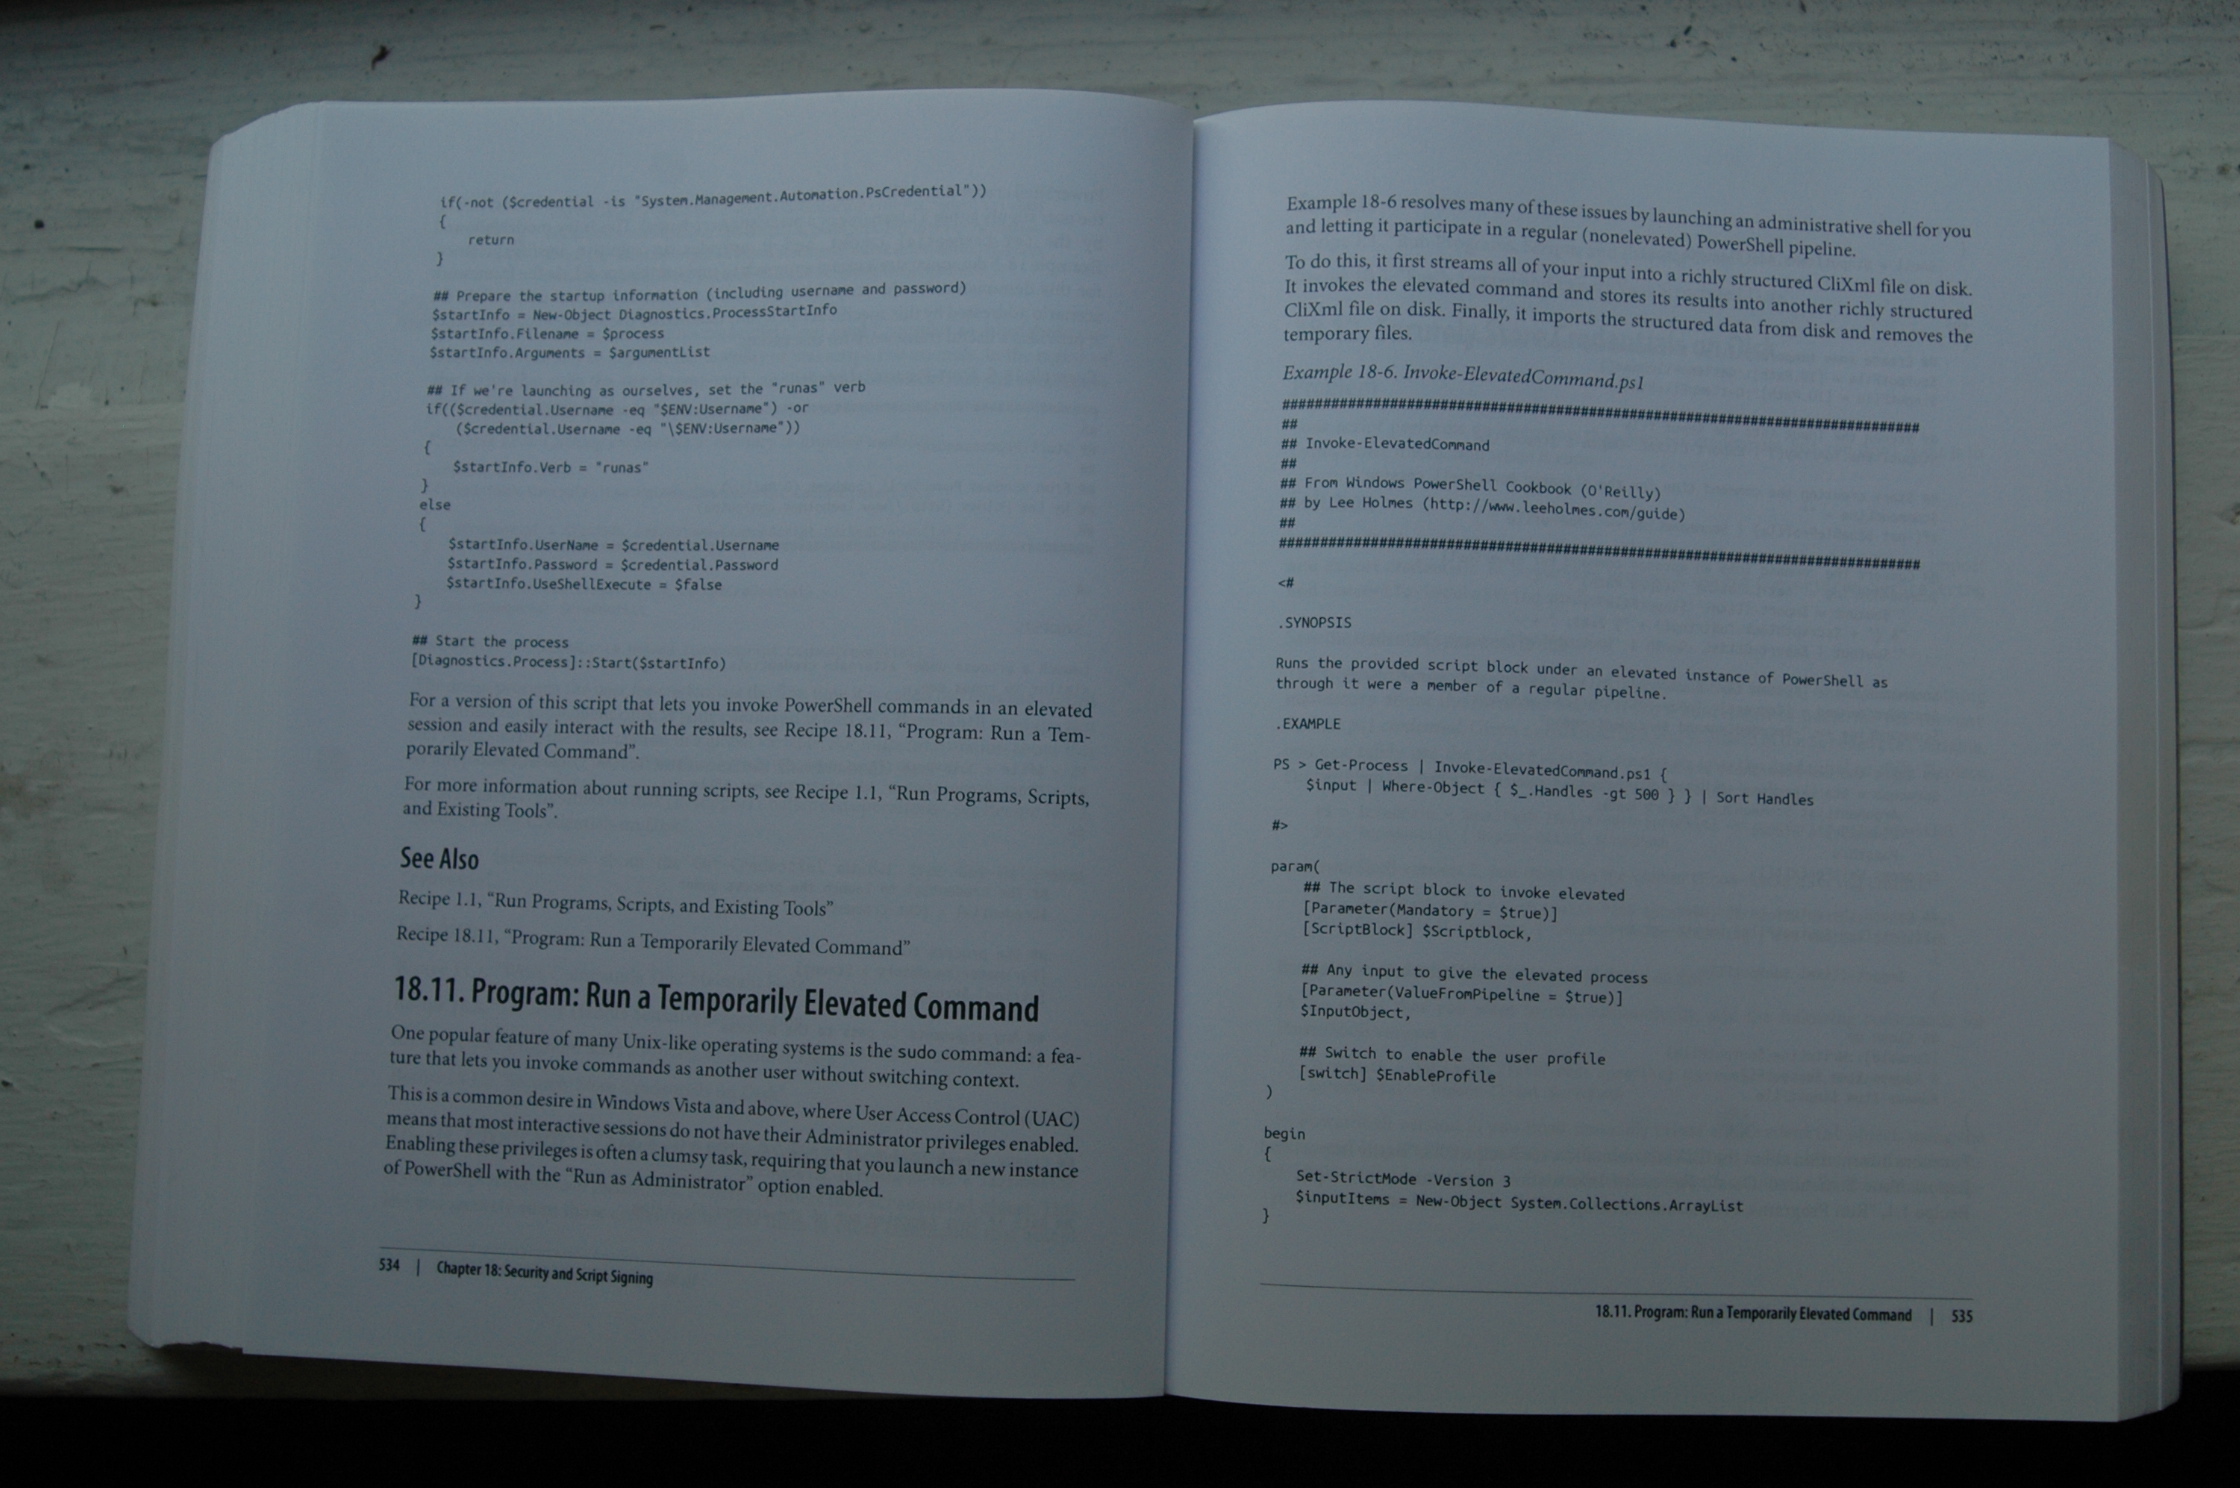 if(-not ($credential -is "System.Management.Automation.PsCredential"))
{
    return
}
## Prepare the startup information (including username and password)
$startInfo = New-Object Diagnostics.ProcessStartInfo
$startInfo.Filename = $process
$startInfo.Arguments = $argumentList
## If we're launching as ourselves, set the "runas" verb
if(($credential.Username -eq "$ENV:Username") -or
    ($credential.Username -eq "\$ENV:Username"))
{
    $startInfo.Verb = "runas"
}
else
{
    $startInfo.UserName = $credential.Username
    $startInfo.Password = $credential.Password
    $startInfo.UseShellExecute = $false
}
## Start the process
[Diagnostics.Process]::Start($startInfo)
For a version of this script that lets you invoke PowerShell commands in an elevated
session and easily interact with the results, see Recipe 18.11, “Program: Run a Tem-
porarily Elevated Command”.
For more information about running scripts, see Recipe 1.1, “Run Programs, Scripts,
and Existing Tools”.
See Also
Recipe 1.1, “Run Programs, Scripts, and Existing Tools”
Recipe 18.11, “Program: Run a Temporarily Elevated Command”
18.11. Program: Run a Temporarily Elevated Command
One popular feature of many Unix-like operating systems is the sudo command: a fea-
ture that lets you invoke commands as another user without switching context.
This is a common desire in Windows Vista and above, where User Access Control (UAC)
means that most interactive sessions do not have their Administrator privileges enabled.
Enabling these privileges is often a clumsy task, requiring that you launch a new instance
of PowerShell with the “Run as Administrator” option enabled.
534 | Chapter 18: Security and Script Signing
Example 18-6 resolves many of these issues by launching an administrative shell for you
and letting it participate in a regular (nonelevated) PowerShell pipeline.
To do this, it first streams all of your input into a richly structured CliXml file on disk.
It invokes the elevated command and stores its results into another richly structured
CliXml file on disk. Finally, it imports the structured data from disk and removes the
temporary files.
Example 18-6. Invoke-ElevatedCommand.ps1
##############################################################################
##
## Invoke-ElevatedCommand
##
## From Windows PowerShell Cookbook (O'Reilly)
## by Lee Holmes (http://www.leeholmes.com/guide)
##
##############################################################################
<#
.SYNOPSIS
Runs the provided script block under an elevated instance of PowerShell as
through it were a member of a regular pipeline.
.EXAMPLE
PS > Get-Process | Invoke-ElevatedCommand.ps1 {
    $input | Where-Object { $_.Handles -gt 500 } } | Sort Handles
#>
param(
    ## The script block to invoke elevated
    [Parameter(Mandatory = $true)]
    [ScriptBlock] $Scriptblock,
    ## Any input to give the elevated process
    [Parameter(ValueFromPipeline = $true)]
    $InputObject,
    ## Switch to enable the user profile
    [switch] $EnableProfile
)
begin
{
    Set-StrictMode -Version 3
    $inputItems = New-Object System.Collections.ArrayList
}
18.11. Program: Run a Temporarily Elevated Command | 535